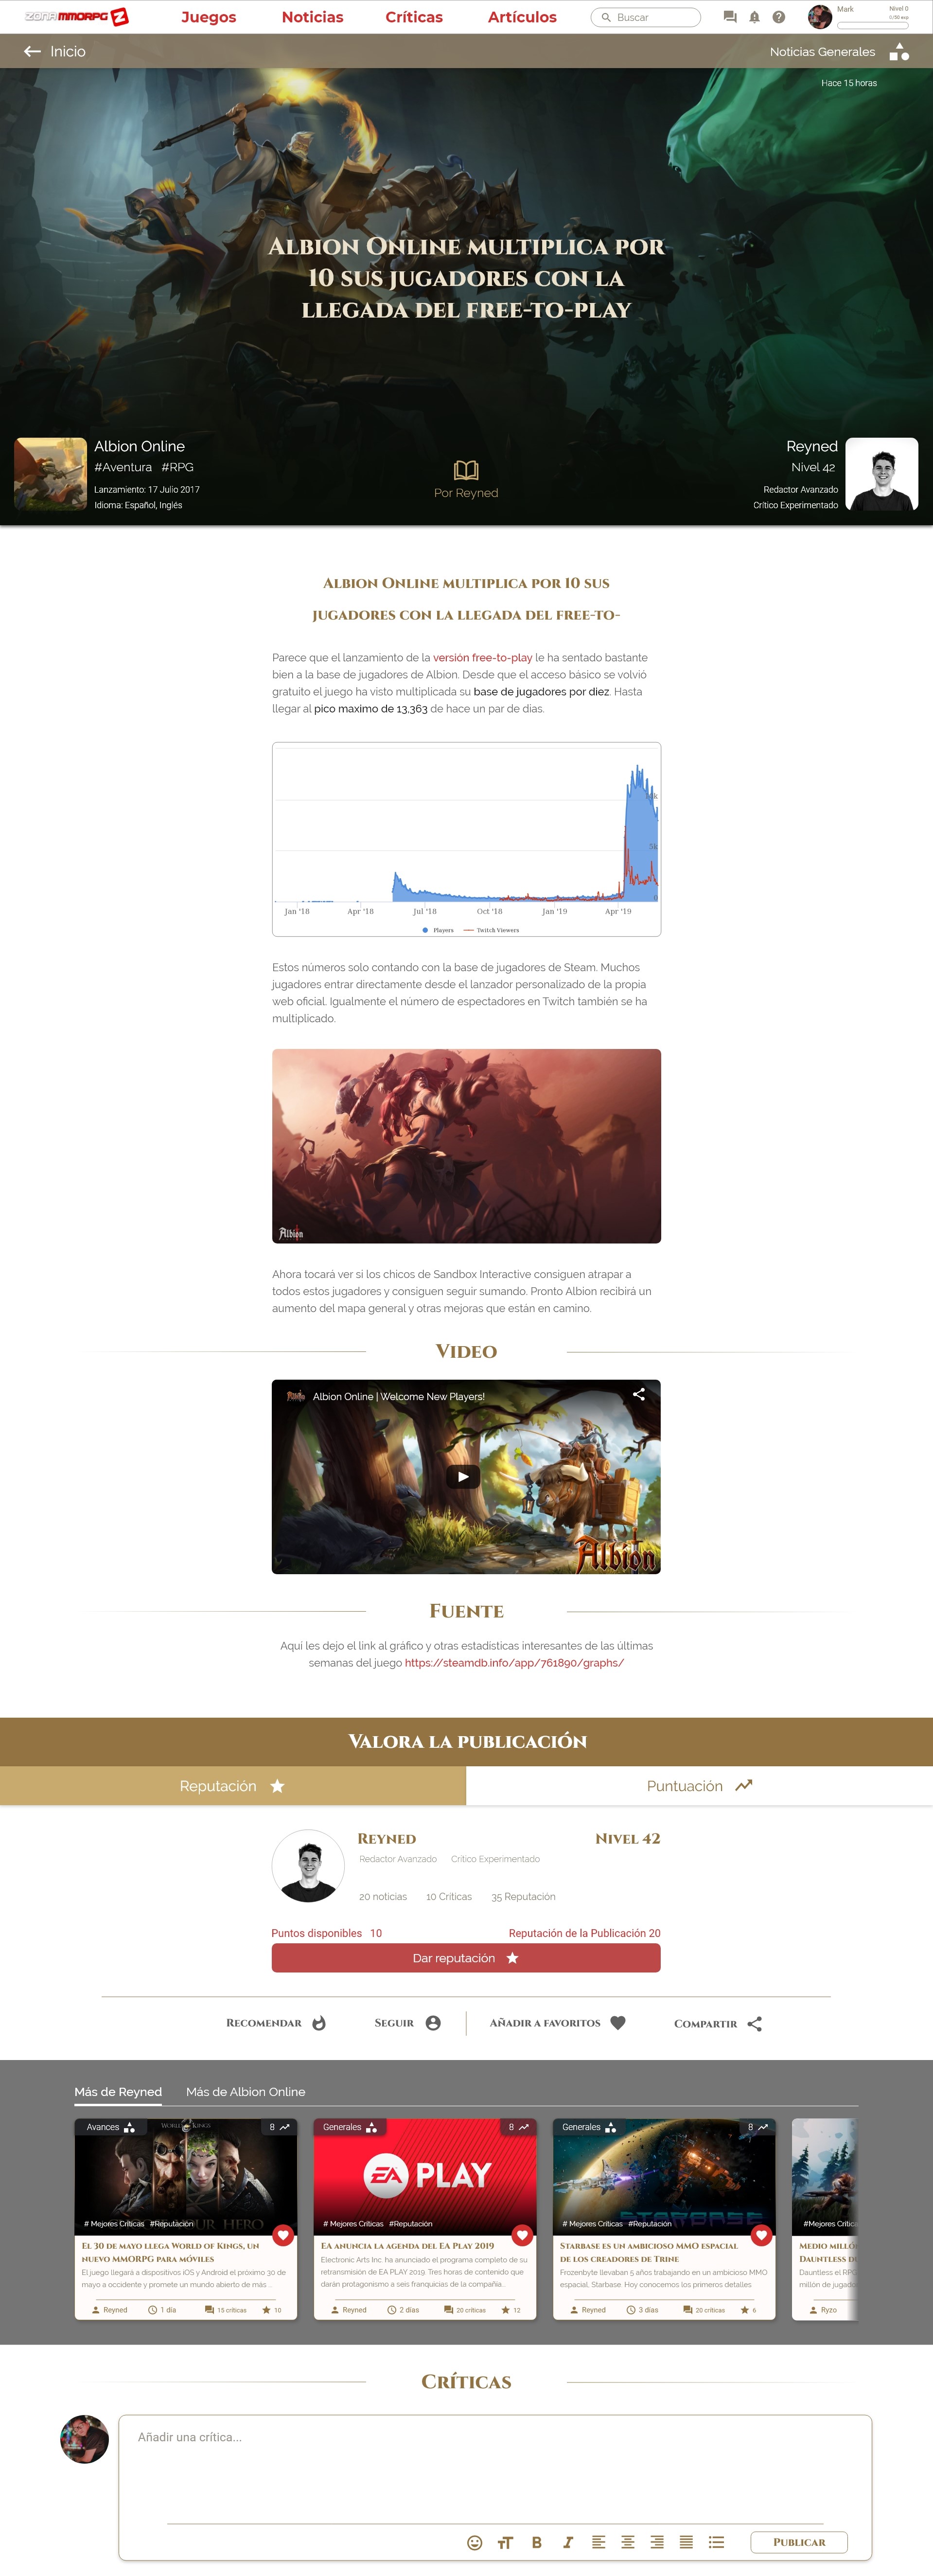 ZONA MMORPG Z
Juegos
Noticias
Críticas
Artículos
Buscar
Mark
Nivel 0
0/50 exp
Inicio
Noticias Generales
Hace 15 horas
Albion Online multiplica por
10 sus jugadores con la
llegada del free-to-play
Albion Online
#Aventura #RPG
Lanzamiento: 17 Julio 2017
Idioma: Español, Inglés
Por Reyned
Reyned
Nivel 42
Redactor Avanzado
Crítico Experimentado
Albion Online multiplica por 10 sus
jugadores con la llegada del free-to-
Parece que el lanzamiento de la versión free-to-play le ha sentado bastante
bien a la base de jugadores de Albion. Desde que el acceso básico se volvió
gratuito el juego ha visto multiplicada su base de jugadores por diez. Hasta
llegar al pico maximo de 13,363 de hace un par de dias.
5k
0
Jan '18
Apr '18
Jul '18
Oct '18
Jan '19
Apr '19
Players
Twitch Viewers
Estos números solo contando con la base de jugadores de Steam. Muchos
jugadores entrar directamente desde el lanzador personalizado de la propia
web oficial. Igualmente el número de espectadores en Twitch también se ha
multiplicado.
Albion
Ahora tocará ver si los chicos de Sandbox Interactive consiguen atrapar a
todos estos jugadores y consiguen seguir sumando. Pronto Albion recibirá un
aumento del mapa general y otras mejoras que están en camino.
Video
Albion Online | Welcome New Players!
Albion
Fuente
Aquí les dejo el link al gráfico y otras estadísticas interesantes de las últimas
semanas del juego https://steamdb.info/app/761890/graphs/
Valora la publicación
Reputación
Puntuación
Reyned
Nivel 42
Redactor Avanzado
Crítico Experimentado
20 noticias
10 Críticas
35 Reputación
Puntos disponibles 10
Reputación de la Publicación 20
Dar reputación
Recomendar
Seguir
Añadir a favoritos
Compartir
Más de Reyned
Más de Albion Online
Avances
World of Kings
8
# Mejores Críticas #Reputación
El 30 de mayo llega World of Kings, un
nuevo MMORPG para móviles
El juego llegará a dispositivos iOS y Android el próximo 30 de
mayo a occidente y promete un mundo abierto de más ...
Reyned
1 día
15 críticas
10
Generales
8
EA PLAY
# Mejores Críticas #Reputación
EA anuncia la agenda del EA Play 2019
Electronic Arts Inc. ha anunciado el programa completo de su
retransmisión de EA PLAY 2019. Tres horas de contenido que
darán protagonismo a seis franquicias de la compañía...
Reyned
2 días
20 críticas
12
Generales
8
STARBASE
# Mejores Críticas #Reputación
Starbase es un ambicioso MMO espacial
de los creadores de Trine
Frozenbyte llevaban 5 años trabajando en un ambicioso MMO
espacial, Starbase. Hoy conocemos los primeros detalles.
Reyned
3 días
20 críticas
6
#Mejores Crític
Medio millón
Dauntless
Dauntless el RPG
millón de jugado
Ryzo
Críticas
Añadir una crítica...
B
I
Publicar